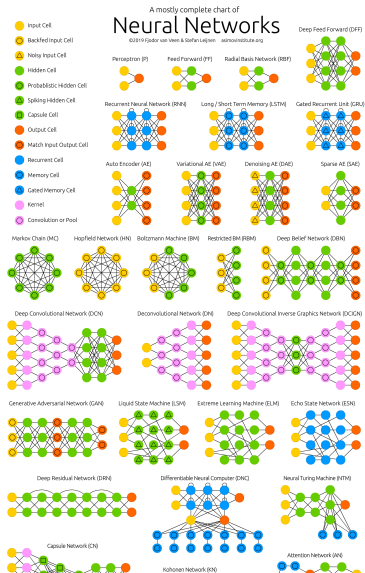 A mostly complete chart of
Neural Networks
©2019 Fjodor van Veen & Stefan Leijnen asimovinstitute.org
Input Cell
Backfed Input Cell
Noisy Input Cell
Hidden Cell
Probablistic Hidden Cell
Spiking Hidden Cell
Capsule Cell
Output Cell
Match Input Output Cell
Recurrent Cell
Memory Cell
Gated Memory Cell
Kernel
Convolution or Pool
Deep Feed Forward (DFF)
Perceptron (P)
Feed Forward (FF)
Radial Basis Network (RBF)
Recurrent Neural Network (RNN)
Long / Short Term Memory (LSTM)
Gated Recurrent Unit (GRU)
Auto Encoder (AE)
Variational AE (VAE)
Denoising AE (DAE)
Sparse AE (SAE)
Markov Chain (MC)
Hopfield Network (HN)
Boltzmann Machine (BM)
Restricted BM (RBM)
Deep Belief Network (DBN)
Deep Convolutional Network (DCN)
Deconvolutional Network (DN)
Deep Convolutional Inverse Graphics Network (DCIGN)
Generative Adversarial Network (GAN)
Liquid State Machine (LSM)
Extreme Learning Machine (ELM)
Echo State Network (ESN)
Deep Residual Network (DRN)
Differentiable Neural Computer (DNC)
Neural Turing Machine (NTM)
Capsule Network (CN)
Kohonen Network (KN)
Attention Network (AN)